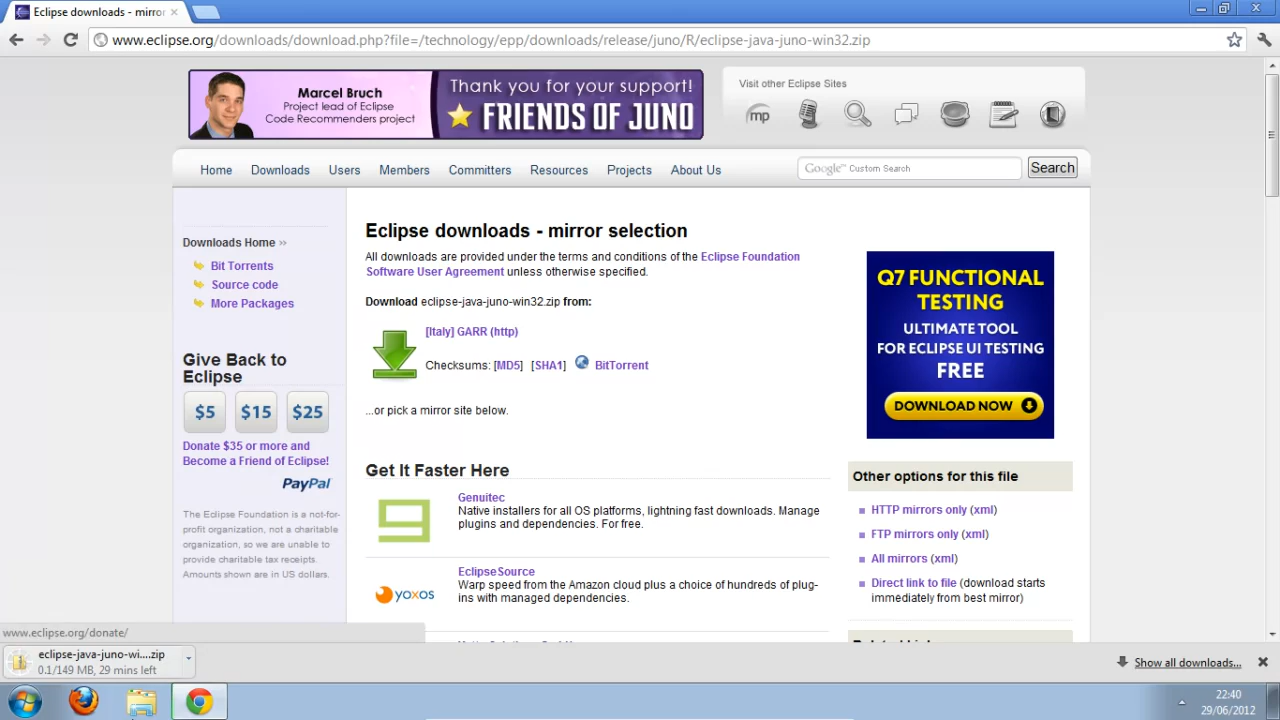 Eclipse downloads - mirror
www.eclipse.org/downloads/download.php?file=/technology/epp/downloads/release/juno/R/eclipse-java-juno-win32.zip
Marcel Bruch
Project lead of Eclipse
Code Recommenders project
Thank you for your support!
FRIENDS OF JUNO
Visit other Eclipse Sites
mp
Home
Downloads
Users
Members
Committers
Resources
Projects
About Us
Google™ Custom Search
Search
Downloads Home »
Bit Torrents
Source code
More Packages
Give Back to
Eclipse
$5
$15
$25
Donate $35 or more and
Become a Friend of Eclipse!
PayPal
The Eclipse Foundation is a not-for-
profit organization, not a charitable
organization, so we are unable to
provide charitable tax receipts.
Amounts shown are in US dollars.
Eclipse downloads - mirror selection
All downloads are provided under the terms and conditions of the Eclipse Foundation
Software User Agreement unless otherwise specified.
Download eclipse-java-juno-win32.zip from:
[Italy] GARR (http)
Checksums: [MD5] [SHA1] BitTorrent
...or pick a mirror site below.
Get It Faster Here
Genuitec
Native installers for all OS platforms, lightning fast downloads. Manage
plugins and dependencies. For free.
yoxos
EclipseSource
Warp speed from the Amazon cloud plus a choice of hundreds of plug-
ins with managed dependencies.
Q7 FUNCTIONAL
TESTING
ULTIMATE TOOL
FOR ECLIPSE UI TESTING
FREE
DOWNLOAD NOW
Other options for this file
HTTP mirrors only (xml)
FTP mirrors only (xml)
All mirrors (xml)
Direct link to file (download starts
immediately from best mirror)
www.eclipse.org/donate/
eclipse-java-juno-wi....zip
0.1/149 MB, 29 mins left
Show all downloads...
22:40
29/06/2012